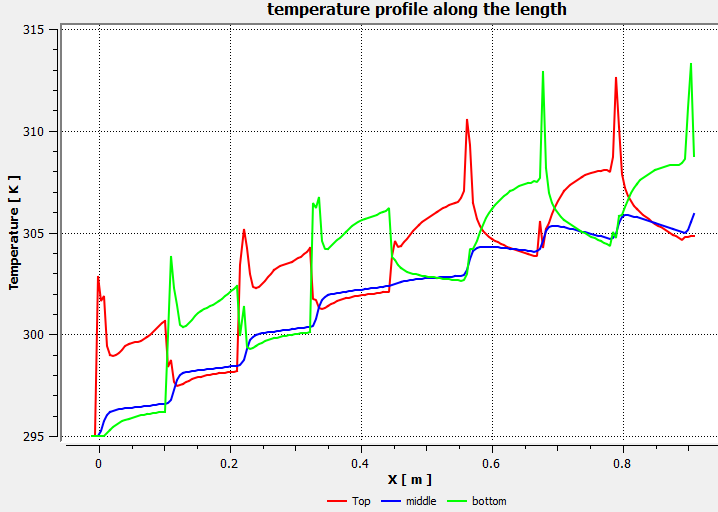 temperature profile along the length
315
310
305
300
295
Temperature [ K ]
0 0.2 0.4 0.6 0.8
X [ m ]
Top middle bottom